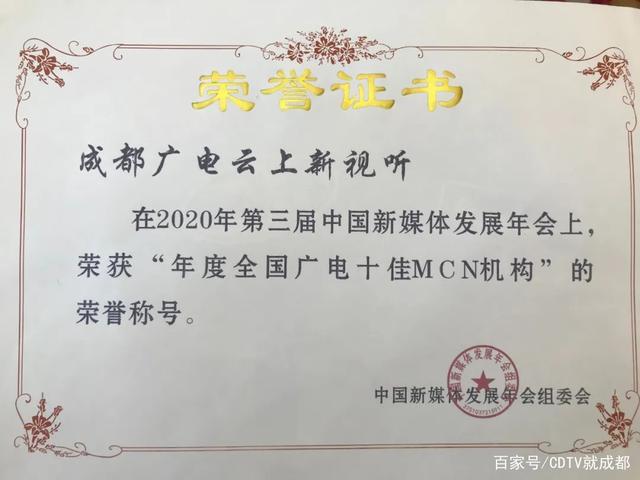 荣誉证书
成都广电云上新视听
在2020年第三届中国新媒体发展年会上，
荣获“年度全国广电十佳MCN机构”的
荣誉称号。
中国新媒体发展年会组委会
百家号/CDTV就成都